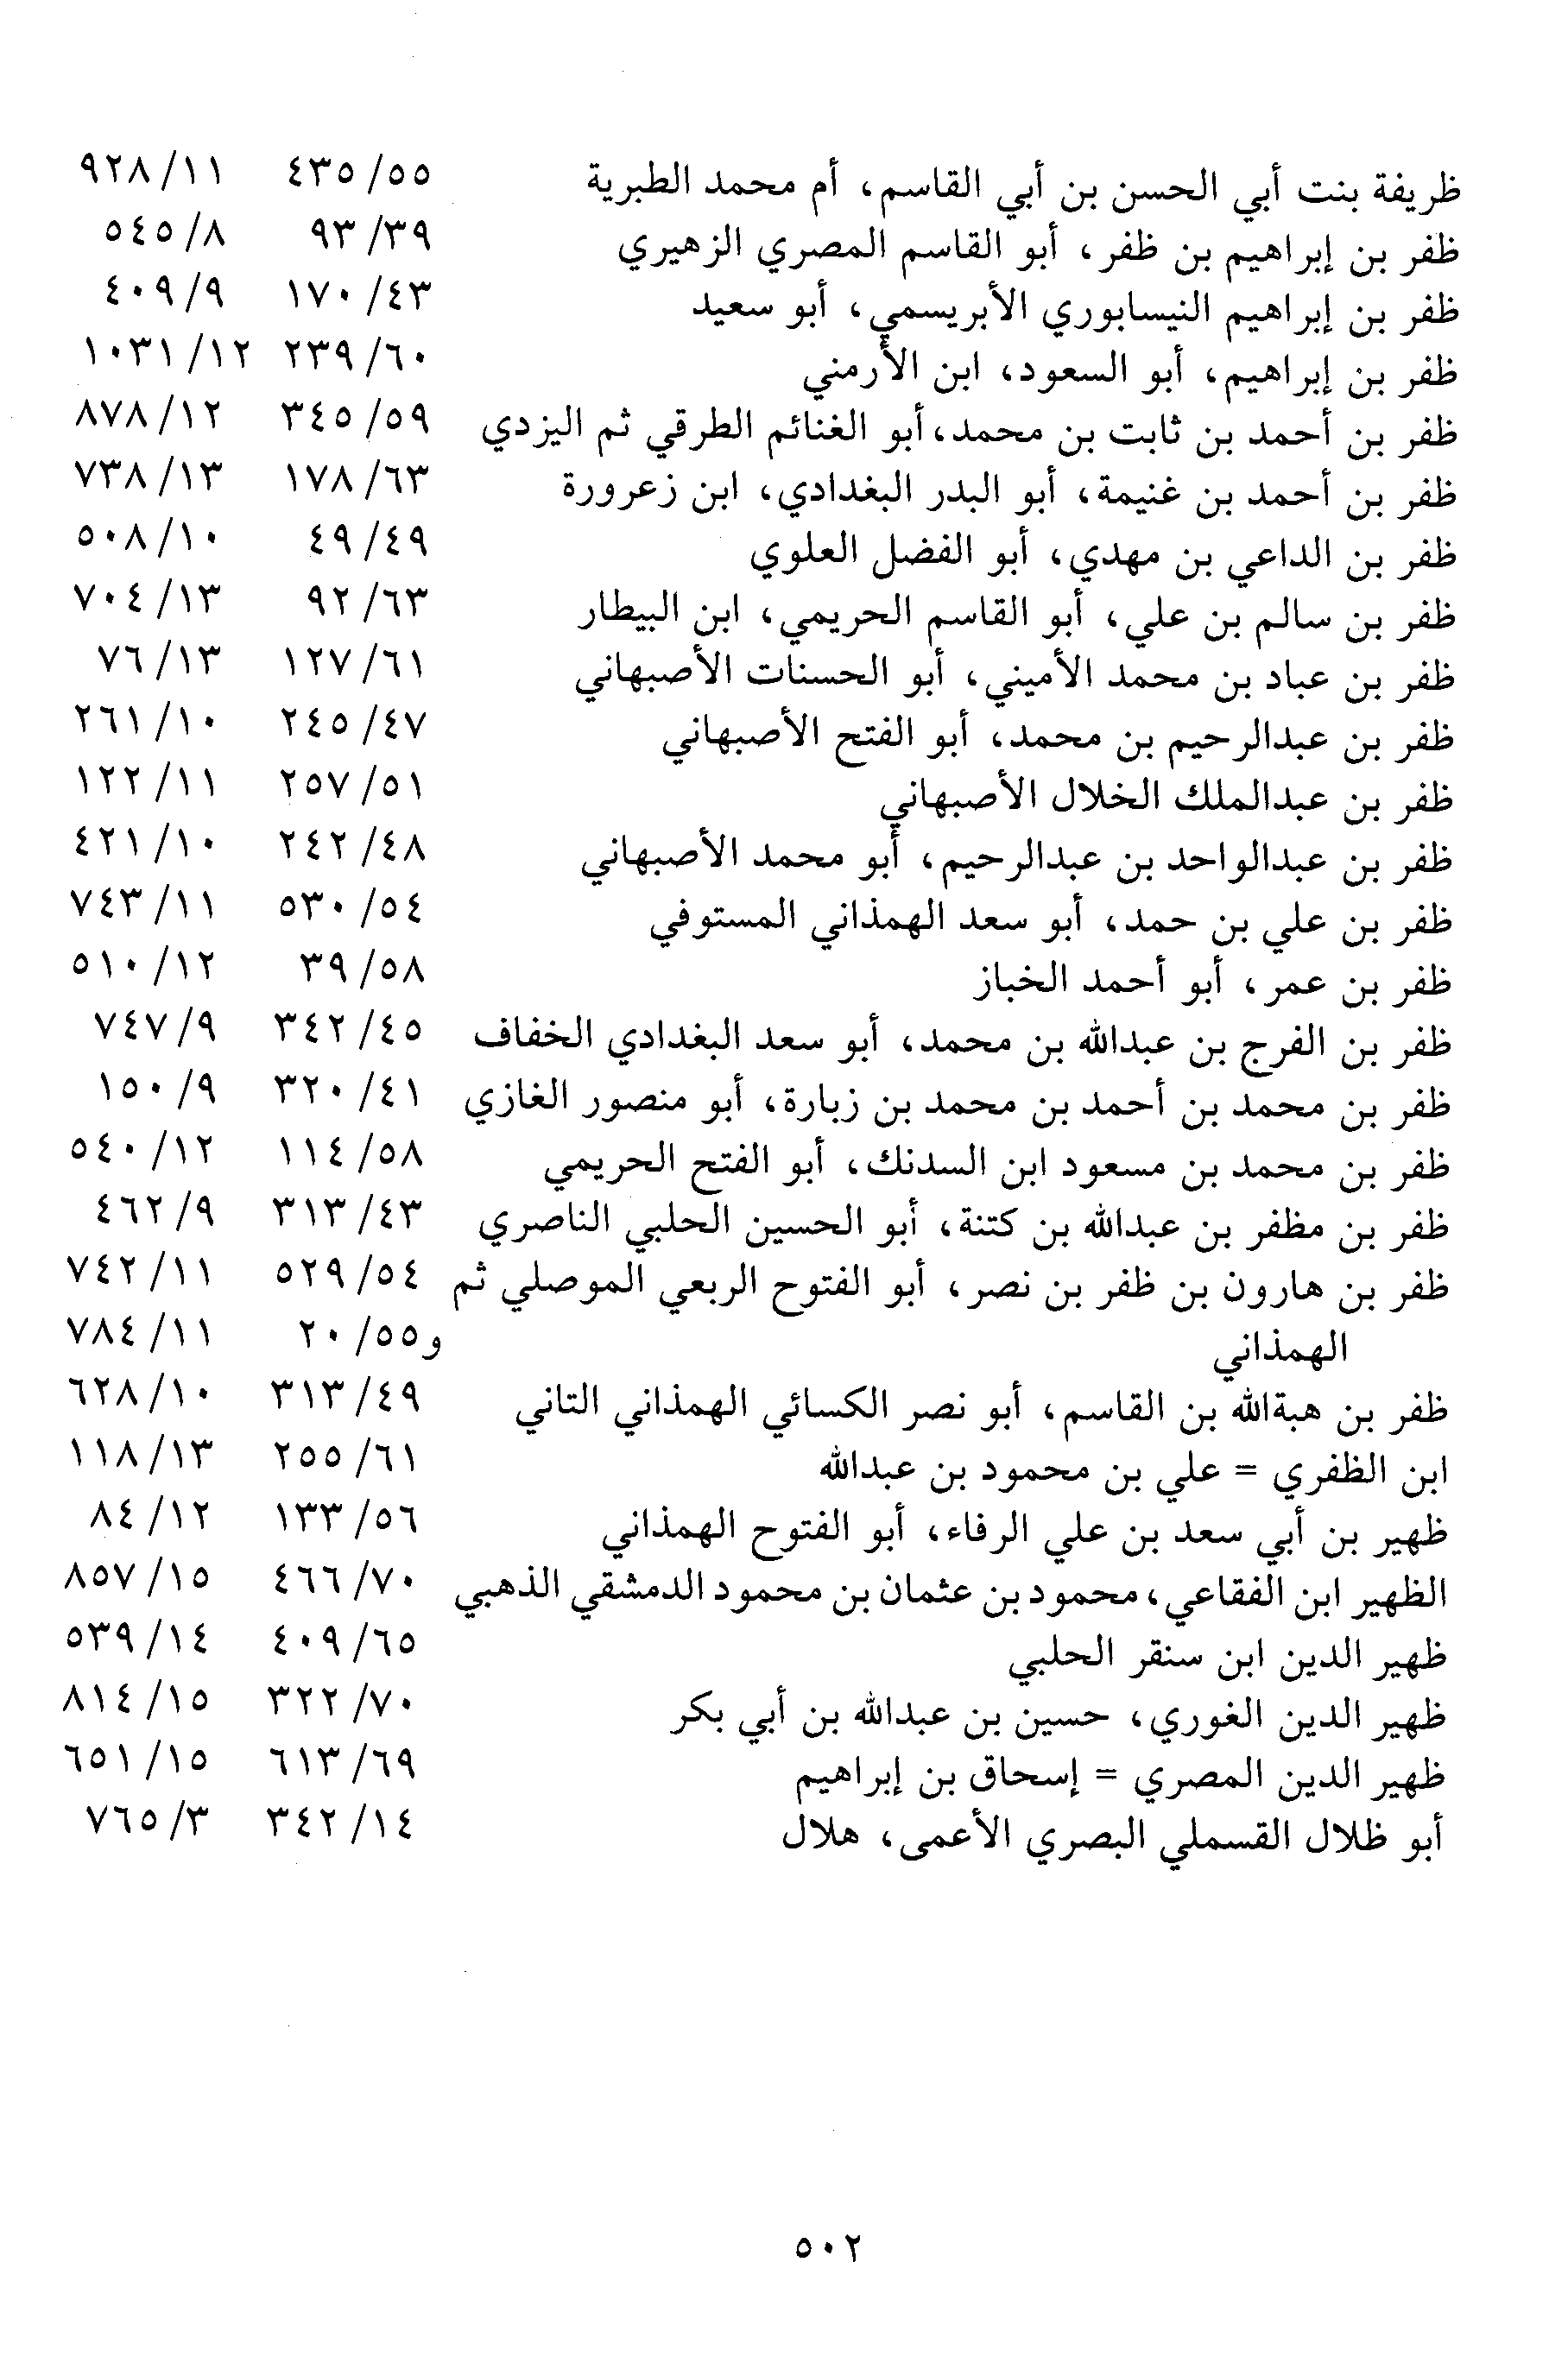 ظريفة بنت أبي الحسن بن أبي القاسم، أم محمد الطبرية ٤٣٥/٥٥ ٩٢٨/١١
ظفر بن إبراهيم بن ظفر، أبو القاسم المصري الزهيري ٩٣/٣٩ ٥٤٥/٨
ظفر بن إبراهيم النيسابوري الأبريسمي، أبو سعيد ١٧٠/٤٣ ٤٠٩/٩
ظفر بن إبراهيم، أبو السعود، ابن الأرمني ٢٣٩/٦٠ ١٠٣١/١٢
ظفر بن أحمد بن ثابت بن محمد، أبو الغنائم الطرقي ثم اليزدي ٣٤٥/٥٩ ٨٧٨/١٢
ظفر بن أحمد بن غنيمة، أبو البدر البغدادي، ابن زعرورة ١٧٨/٦٣ ٧٣٨/١٣
ظفر بن الداعي بن مهدي، أبو الفضل العلوي ٤٩/٤٩ ٥٠٨/١٠
ظفر بن سالم بن علي، أبو القاسم الحريمي، ابن البيطار ٩٢/٦٣ ٧٠٤/١٣
ظفر بن عباد بن محمد الأميني، أبو الحسنات الأصبهاني ١٢٧/٦١ ٧٦/١٣
ظفر بن عبدالرحيم بن محمد، أبو الفتح الأصبهاني ٢٤٥/٤٧ ٢٦١/١٠
ظفر بن عبدالملك الخلال الأصبهاني ٢٥٧/٥١ ١٢٢/١١
ظفر بن عبدالواحد بن عبدالرحيم، أبو محمد الأصبهاني ٢٤٢/٤٨ ٤٢١/١٠
ظفر بن علي بن حمد، أبو سعد الهمذاني المستوفي ٥٣٠/٥٤ ٧٤٣/١١
ظفر بن عمر، أبو أحمد الخباز ٣٩/٥٨ ٥١٠/١٢
ظفر بن الفرج بن عبدالله بن محمد، أبو سعد البغدادي الخفاف ٣٤٢/٤٥ ٧٤٧/٩
ظفر بن محمد بن أحمد بن محمد بن زبارة، أبو منصور الغازي ٣٢٠/٤١ ١٥٠/٩
ظفر بن محمد بن مسعود ابن السدنك، أبو الفتح الحريمي ١١٤/٥٨ ٥٤٠/١٢
ظفر بن مظفر بن عبدالله بن كتنة، أبو الحسين الحلبي الناصري ٣١٣/٤٣ ٤٦٢/٩
ظفر بن هارون بن ظفر بن نصر، أبو الفتوح الربعي الموصلي ثم ٥٢٩/٥٤ ٧٤٢/١١
الهمذاني و٢٠/٥٥ ٧٨٤/١١
ظفر بن هبةالله بن القاسم، أبو نصر الكسائي الهمذاني التاني ٣١٣/٤٩ ٦٢٨/١٠
ابن الظفري = علي بن محمود بن عبدالله ٢٥٥/٦١ ١١٨/١٣
ظهير بن أبي سعد بن علي الرفاء، أبو الفتوح الهمذاني ١٣٣/٥٦ ٨٤/١٢
الظهير ابن الفقاعي، محمود بن عثمان بن محمود الدمشقي الذهبي ٤٦٦/٧٠ ٨٥٧/١٥
ظهير الدين ابن سنقر الحلبي ٤٠٩/٦٥ ٥٣٩/١٤
ظهير الدين الغوري، حسين بن عبدالله بن أبي بكر ٣٢٢/٧٠ ٨١٤/١٥
ظهير الدين المصري = إسحاق بن إبراهيم ٦١٣/٦٩ ٦٥١/١٥
أبو ظلال القسملي البصري الأعمى، هلال ٣٤٢/١٤ ٧٦٥/٣
٥٠٢